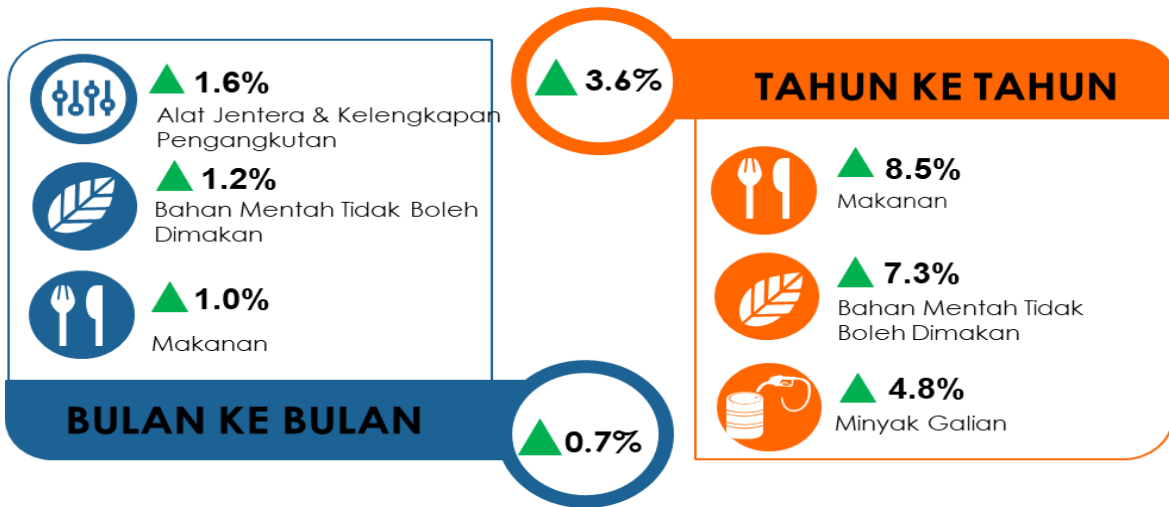 1.6%
Alat Jentera & Kelengkapan
Pengangkutan
1.2%
Bahan Mentah Tidak Boleh
Dimakan
1.0%
Makanan
BULAN KE BULAN
0.7%
3.6%
TAHUN KE TAHUN
8.5%
Makanan
7.3%
Bahan Mentah Tidak
Boleh Dimakan
4.8%
Minyak Galian